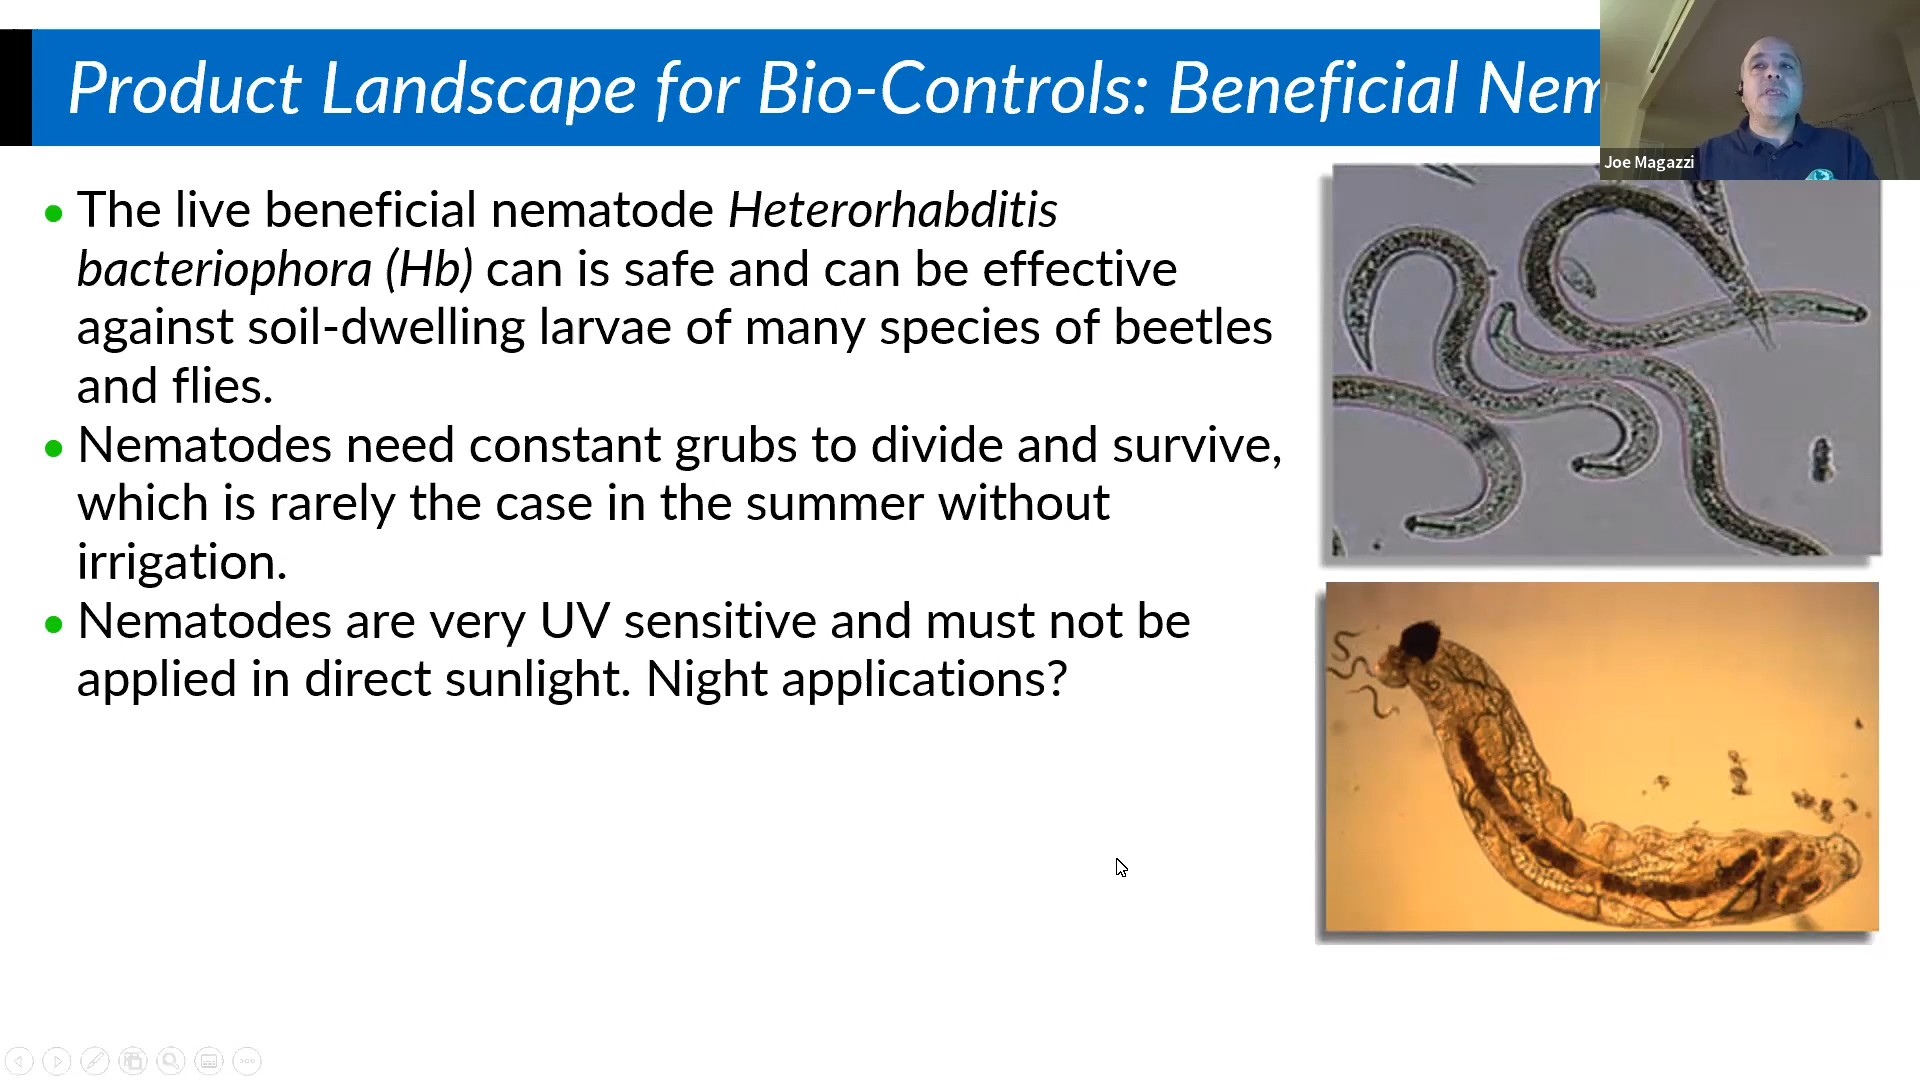 Product Landscape for Bio-Controls: Beneficial Nem
Joe Magazzi
• The live beneficial nematode Heterorhabditis
bacteriophora (Hb) can is safe and can be effective
against soil-dwelling larvae of many species of beetles
and flies.
• Nematodes need constant grubs to divide and survive,
which is rarely the case in the summer without
irrigation.
• Nematodes are very UV sensitive and must not be
applied in direct sunlight. Night applications?